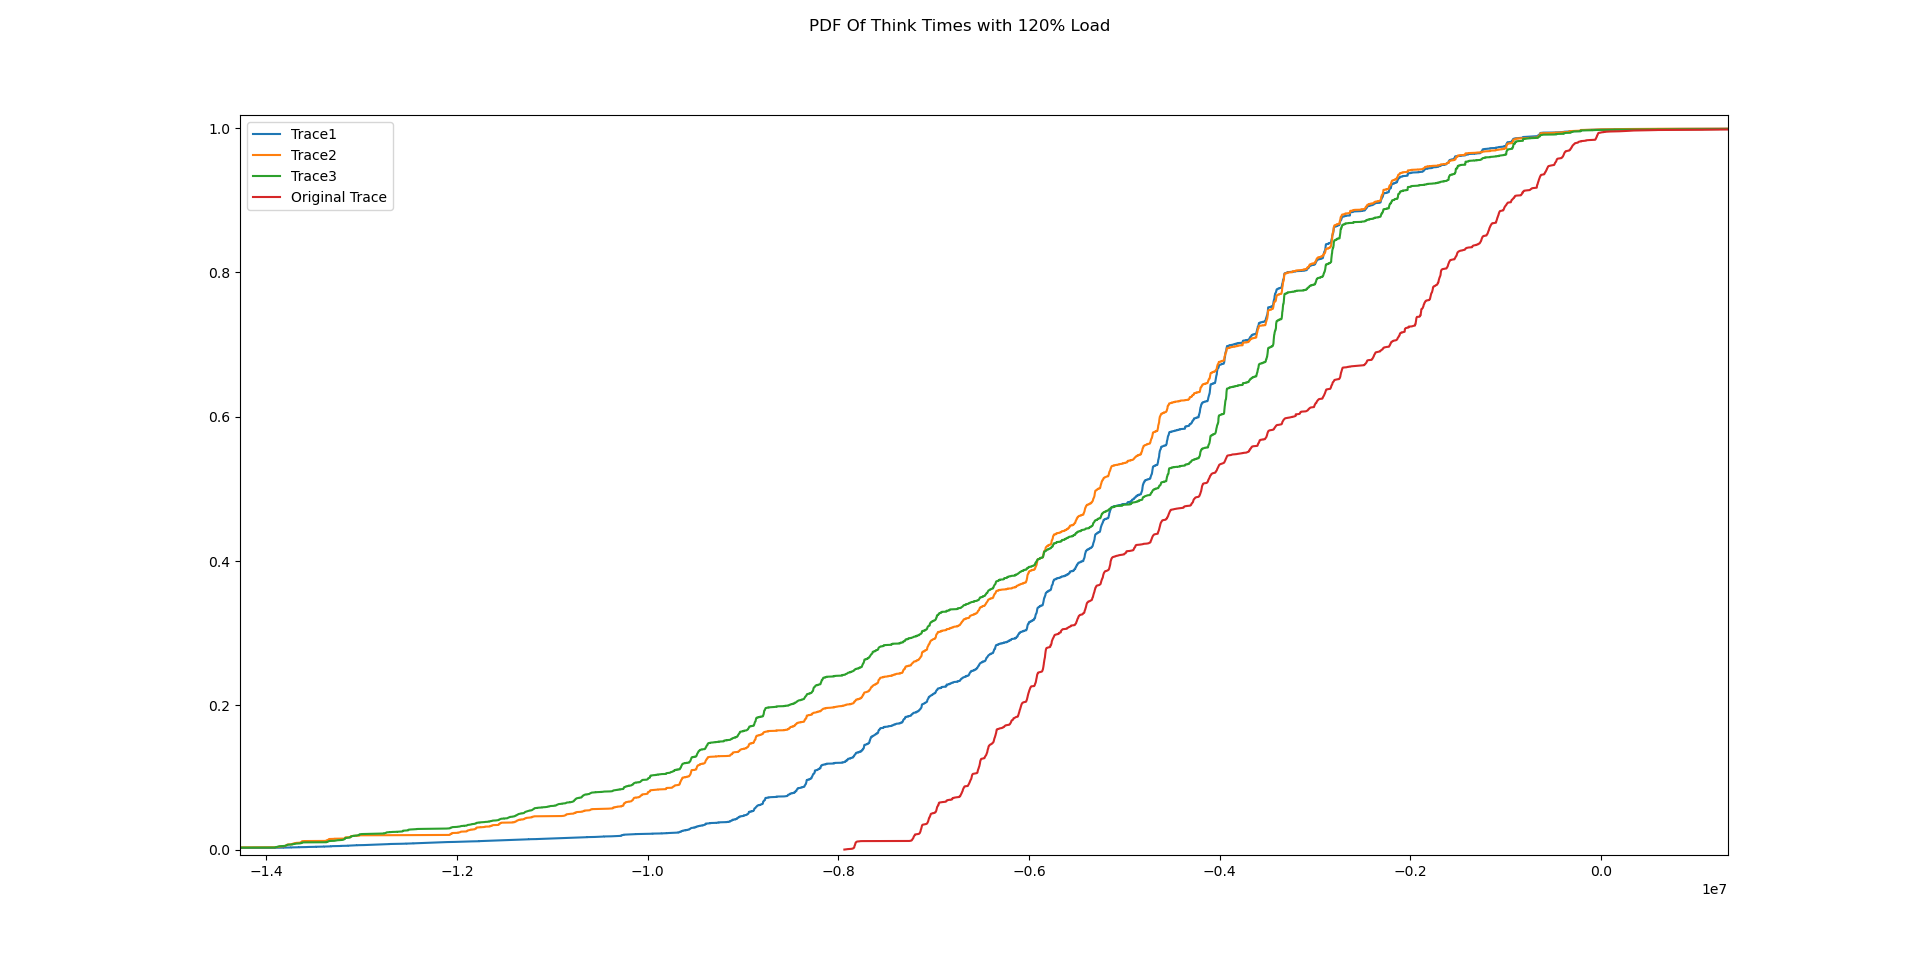 PDF Of Think Times with 120% Load
Trace1
Trace2
Trace3
Original Trace
1.0
0.8
0.6
0.4
0.2
0.0
−1.4 −1.2 −1.0 −0.8 −0.6 −0.4 −0.2 0.0
1e7